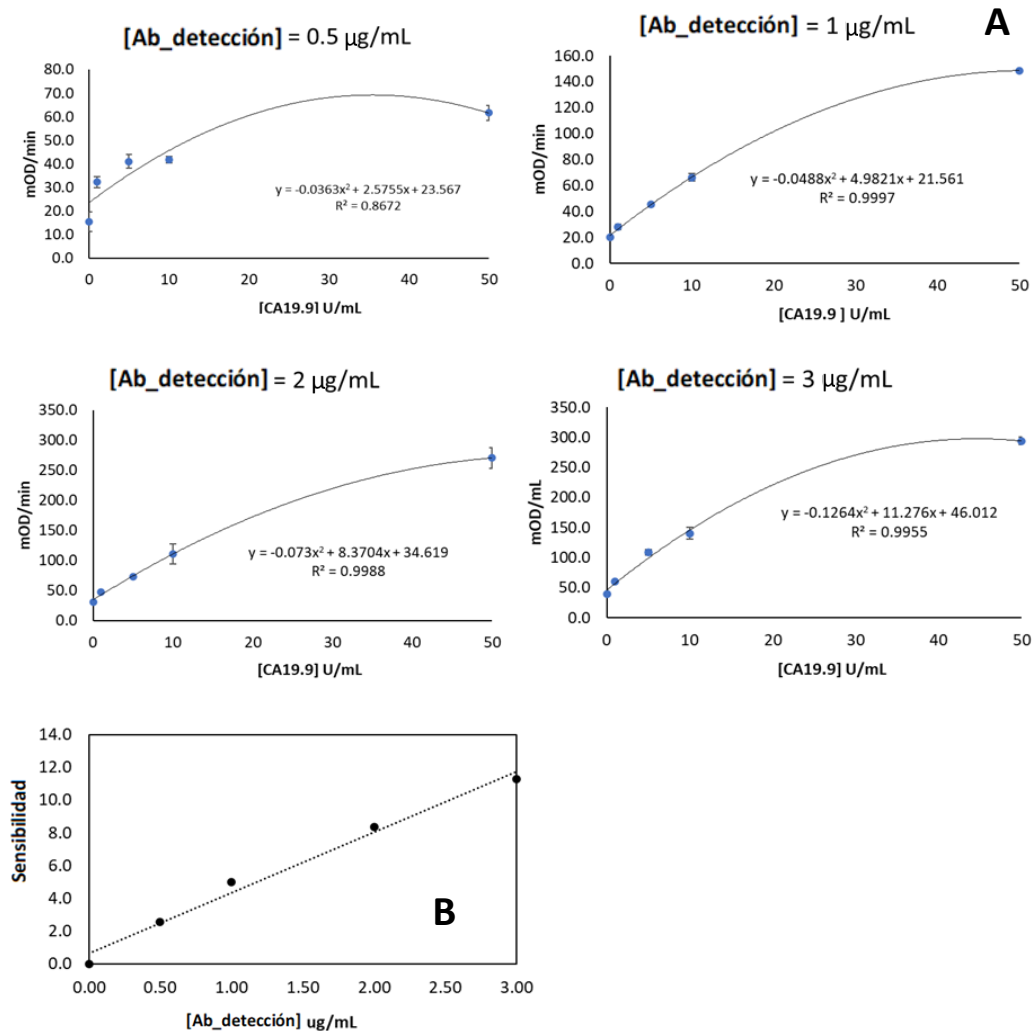 [Ab_detección] = 0.5 µg/mL
80.0
70.0
60.0
50.0
40.0
30.0
20.0
10.0
0.0
mOD/min
y = -0.0363x² + 2.5755x + 23.567
R² = 0.8672
0 10 20 30 40 50
[CA19.9] U/mL
[Ab_detección] = 1 µg/mL
A
160.0
140.0
120.0
100.0
80.0
60.0
40.0
20.0
0.0
mOD/min
y = -0.0488x² + 4.9821x + 21.561
R² = 0.9997
0 10 20 30 40 50
[CA19.9 ] U/mL
[Ab_detección] = 2 µg/mL
350.0
300.0
250.0
200.0
150.0
100.0
50.0
0.0
mOD/min
y = -0.073x² + 8.3704x + 34.619
R² = 0.9988
0 10 20 30 40 50
[CA19.9] U/mL
[Ab_detección] = 3 µg/mL
350.0
300.0
250.0
200.0
150.0
100.0
50.0
0.0
mOD/mL
y = -0.1264x² + 11.276x + 46.012
R² = 0.9955
0 10 20 30 40 50
[CA19.9] U/mL
14.0
12.0
10.0
8.0
6.0
4.0
2.0
0.0
Sensibilidad
B
0.00 0.50 1.00 1.50 2.00 2.50 3.00
[Ab_detección] ug/mL